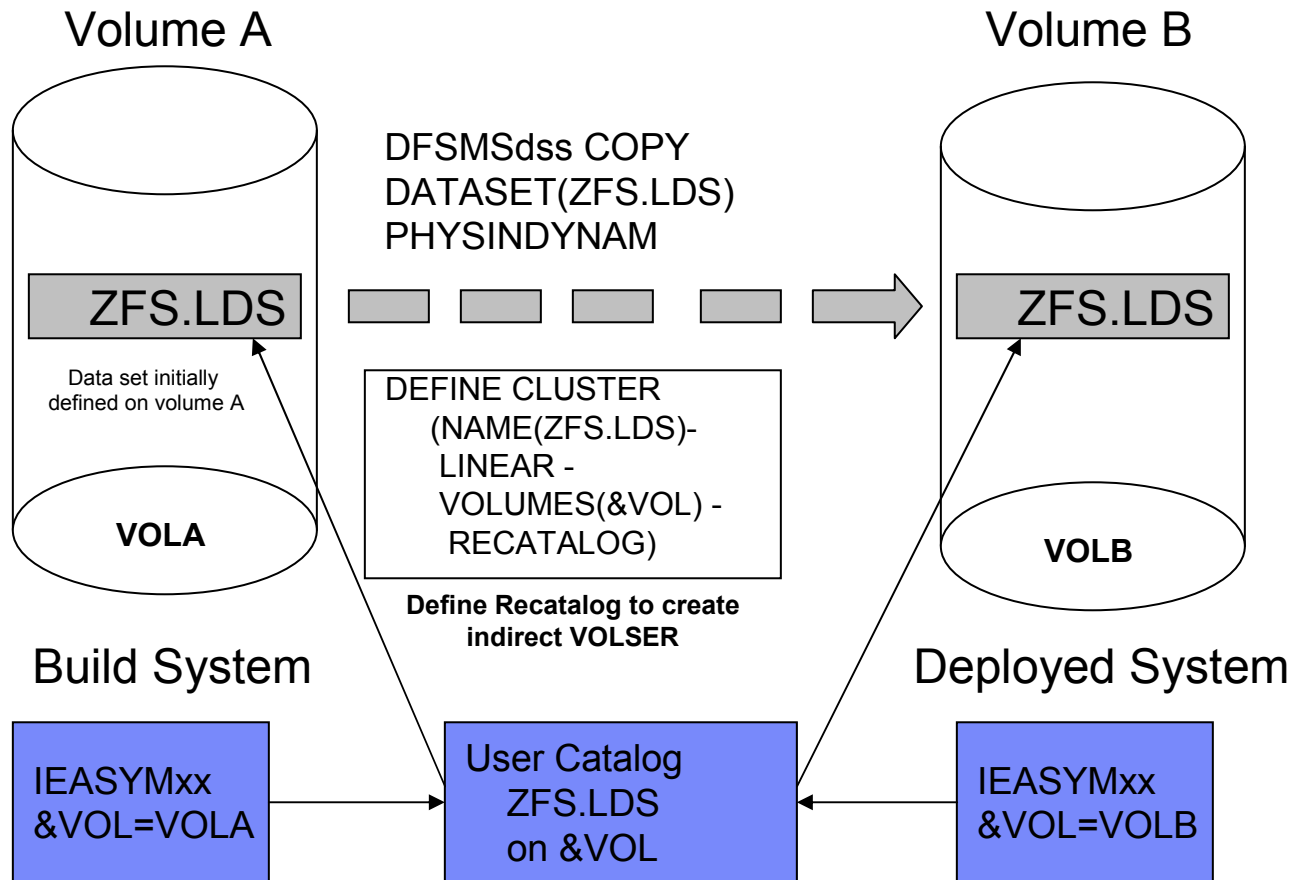 Volume A
Volume B
DFSMSdss COPY
DATASET(ZFS.LDS)
PHYSINDYNAM
ZFS.LDS
ZFS.LDS
Data set initially
defined on volume A
DEFINE CLUSTER
(NAME(ZFS.LDS)-
LINEAR -
VOLUMES(&VOL) -
RECATALOG)
VOLA
VOLB
Define Recatalog to create
indirect VOLSER
Build System
Deployed System
IEASYMxx
&VOL=VOLA
User Catalog
ZFS.LDS
on &VOL
IEASYMxx
&VOL=VOLB